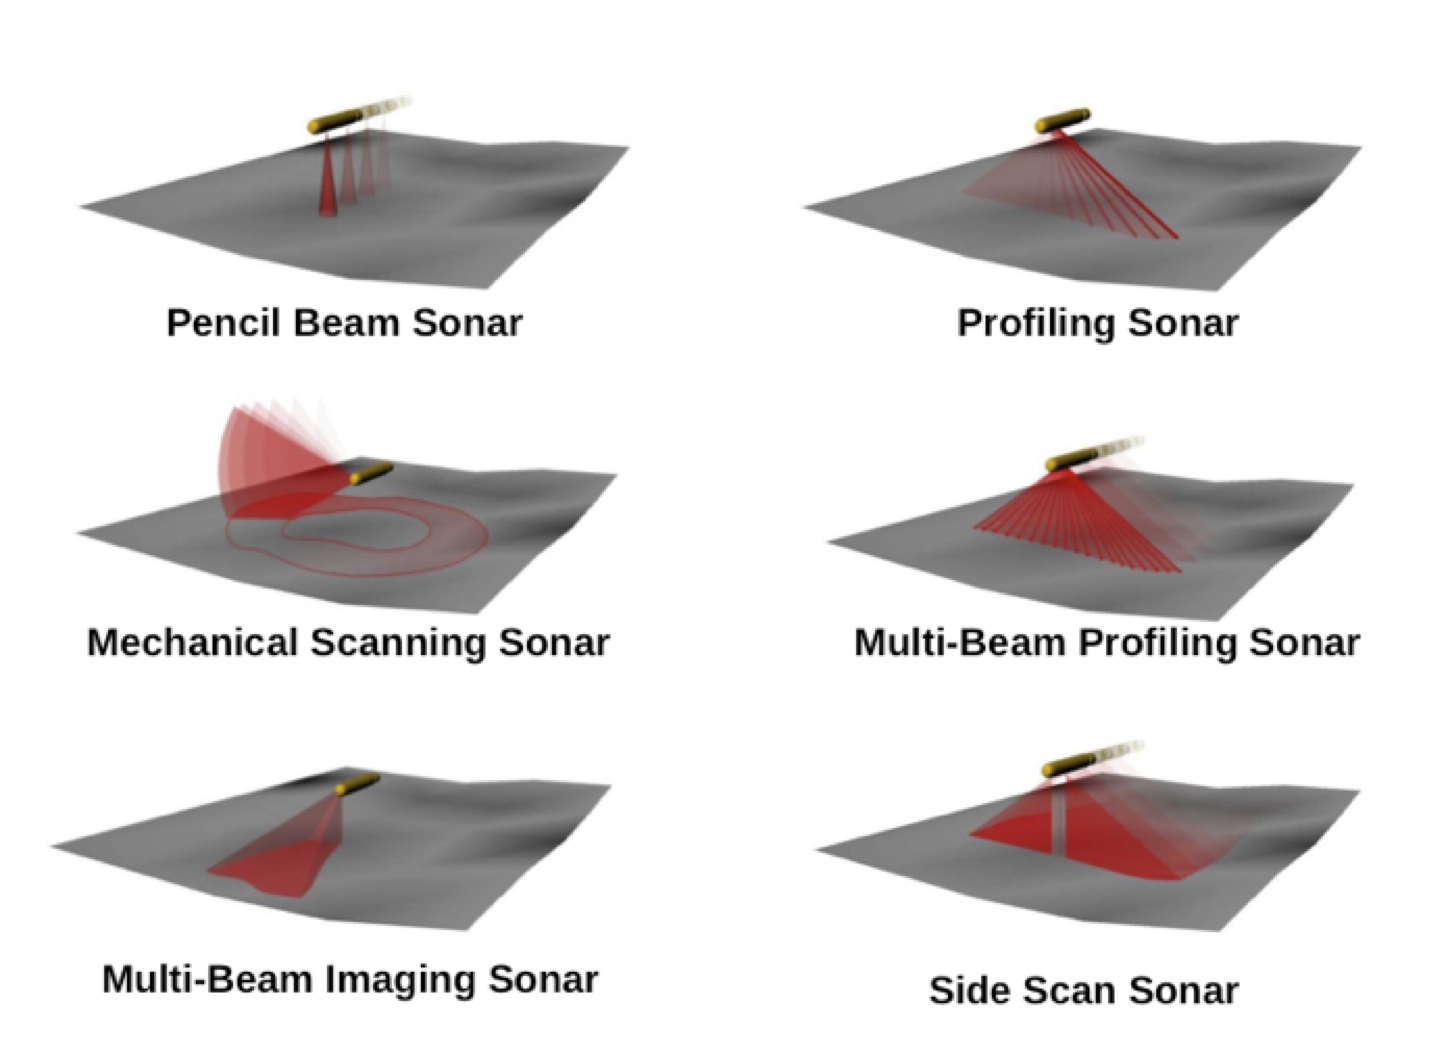 Pencil Beam Sonar
Profiling Sonar
Mechanical Scanning Sonar
Multi-Beam Profiling Sonar
Multi-Beam Imaging Sonar
Side Scan Sonar